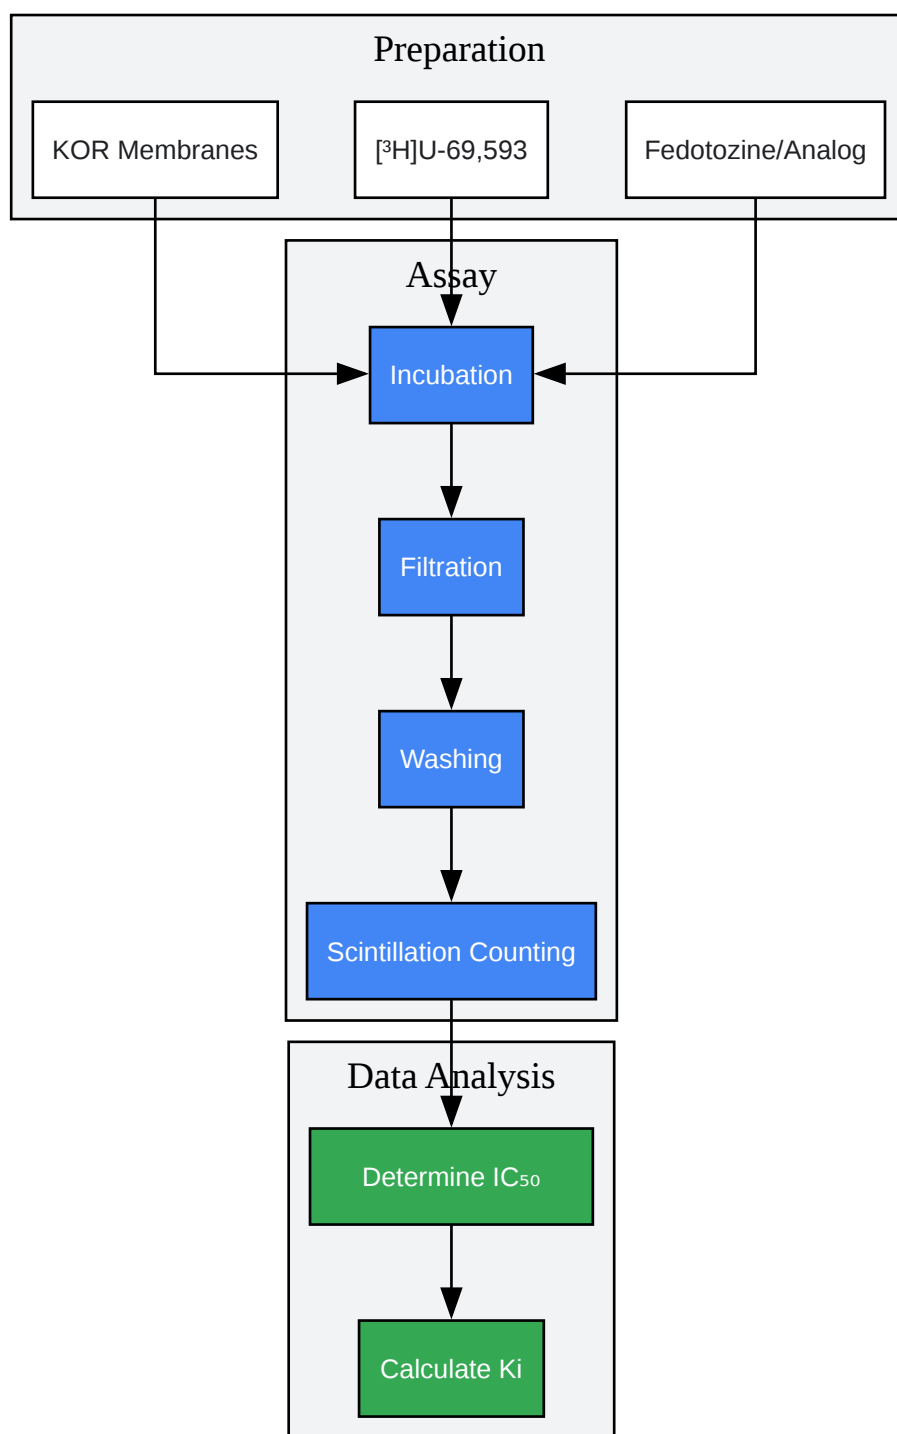 Preparation
KOR Membranes
[³H]U-69,593
Fedotozine/Analog
Assay
Incubation
Filtration
Washing
Scintillation Counting
Data Analysis
Determine IC₅₀
Calculate Ki